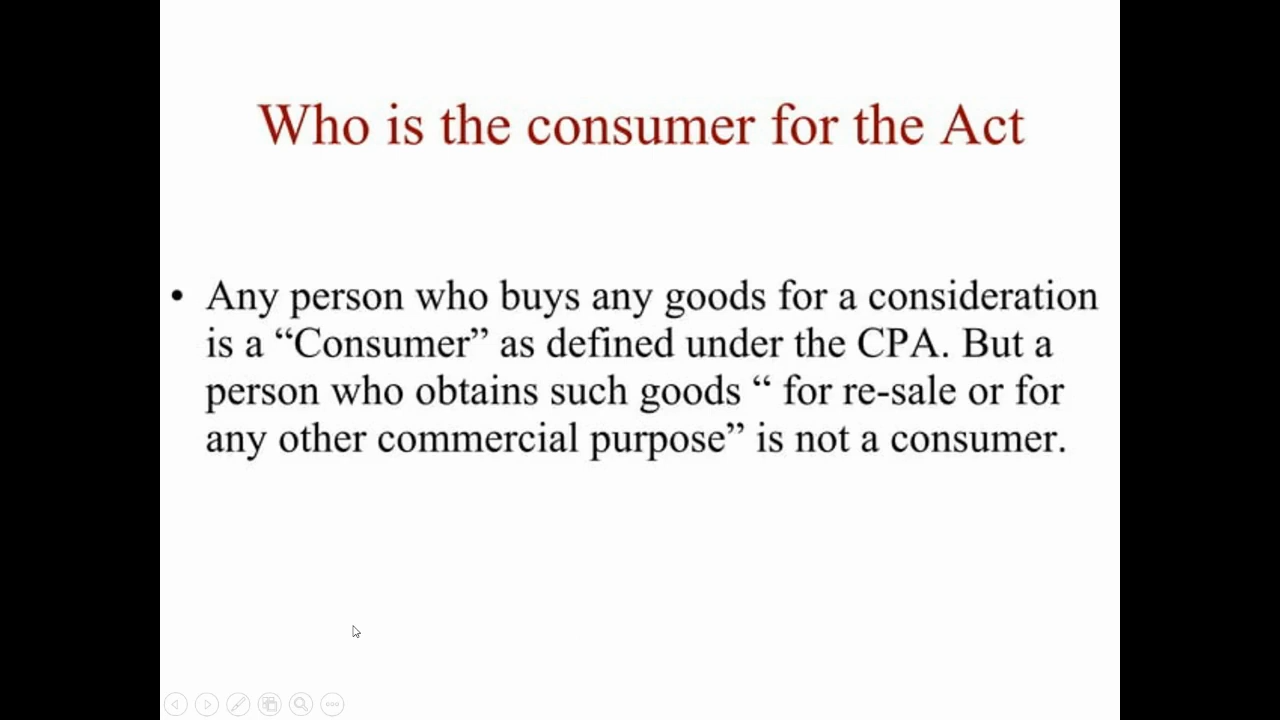 Who is the consumer for the Act
• Any person who buys any goods for a consideration
is a “Consumer” as defined under the CPA. But a
person who obtains such goods “ for re-sale or for
any other commercial purpose” is not a consumer.